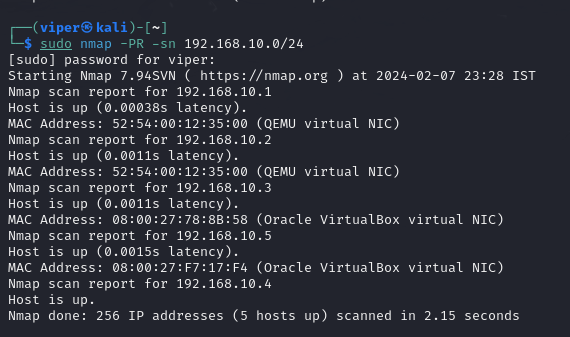 ┌──(viper㉿kali)-[~]
└─$ sudo nmap -PR -sn 192.168.10.0/24
[sudo] password for viper:
Starting Nmap 7.94SVN ( https://nmap.org ) at 2024-02-07 23:28 IST
Nmap scan report for 192.168.10.1
Host is up (0.00038s latency).
MAC Address: 52:54:00:12:35:00 (QEMU virtual NIC)
Nmap scan report for 192.168.10.2
Host is up (0.0011s latency).
MAC Address: 52:54:00:12:35:00 (QEMU virtual NIC)
Nmap scan report for 192.168.10.3
Host is up (0.0011s latency).
MAC Address: 08:00:27:78:8B:58 (Oracle VirtualBox virtual NIC)
Nmap scan report for 192.168.10.5
Host is up (0.0015s latency).
MAC Address: 08:00:27:F7:17:F4 (Oracle VirtualBox virtual NIC)
Nmap scan report for 192.168.10.4
Host is up.
Nmap done: 256 IP addresses (5 hosts up) scanned in 2.15 seconds